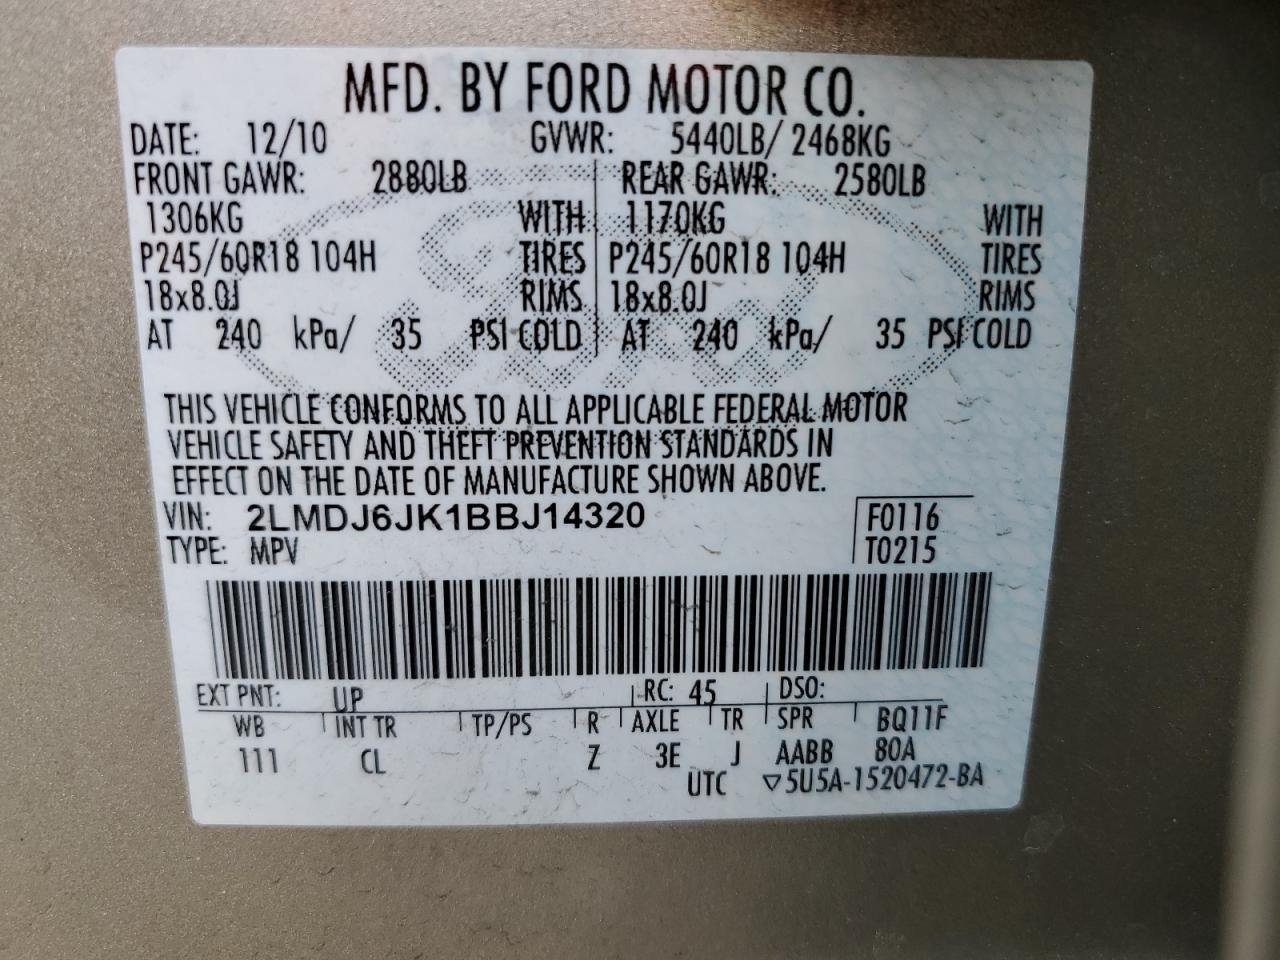 MFD. BY FORD MOTOR CO.
DATE: 12/10 GVWR: 5440LB/ 2468KG
FRONT GAWR: 2880LB REAR GAWR: 2580LB
1306KG WITH 1170KG WITH
P245/60R18 104H TIRES P245/60R18 104H TIRES
18x8.0J RIMS 18x8.0J RIMS
AT 240 kPa/ 35 PSI COLD AT 240 kPa/ 35 PSI COLD
THIS VEHICLE CONFORMS TO ALL APPLICABLE FEDERAL MOTOR
VEHICLE SAFETY AND THEFT PREVENTION STANDARDS IN
EFFECT ON THE DATE OF MANUFACTURE SHOWN ABOVE.
VIN: 2LMDJ6JK1BBJ14320 F0116
TYPE: MPV T0215
EXT PNT: UP RC: 45 DSO:
WB INT TR TP/PS R AXLE TR SPR BQ11F
111 CL Z 3E J AABB 80A
UTC ▽5U5A-1520472-BA
Ford